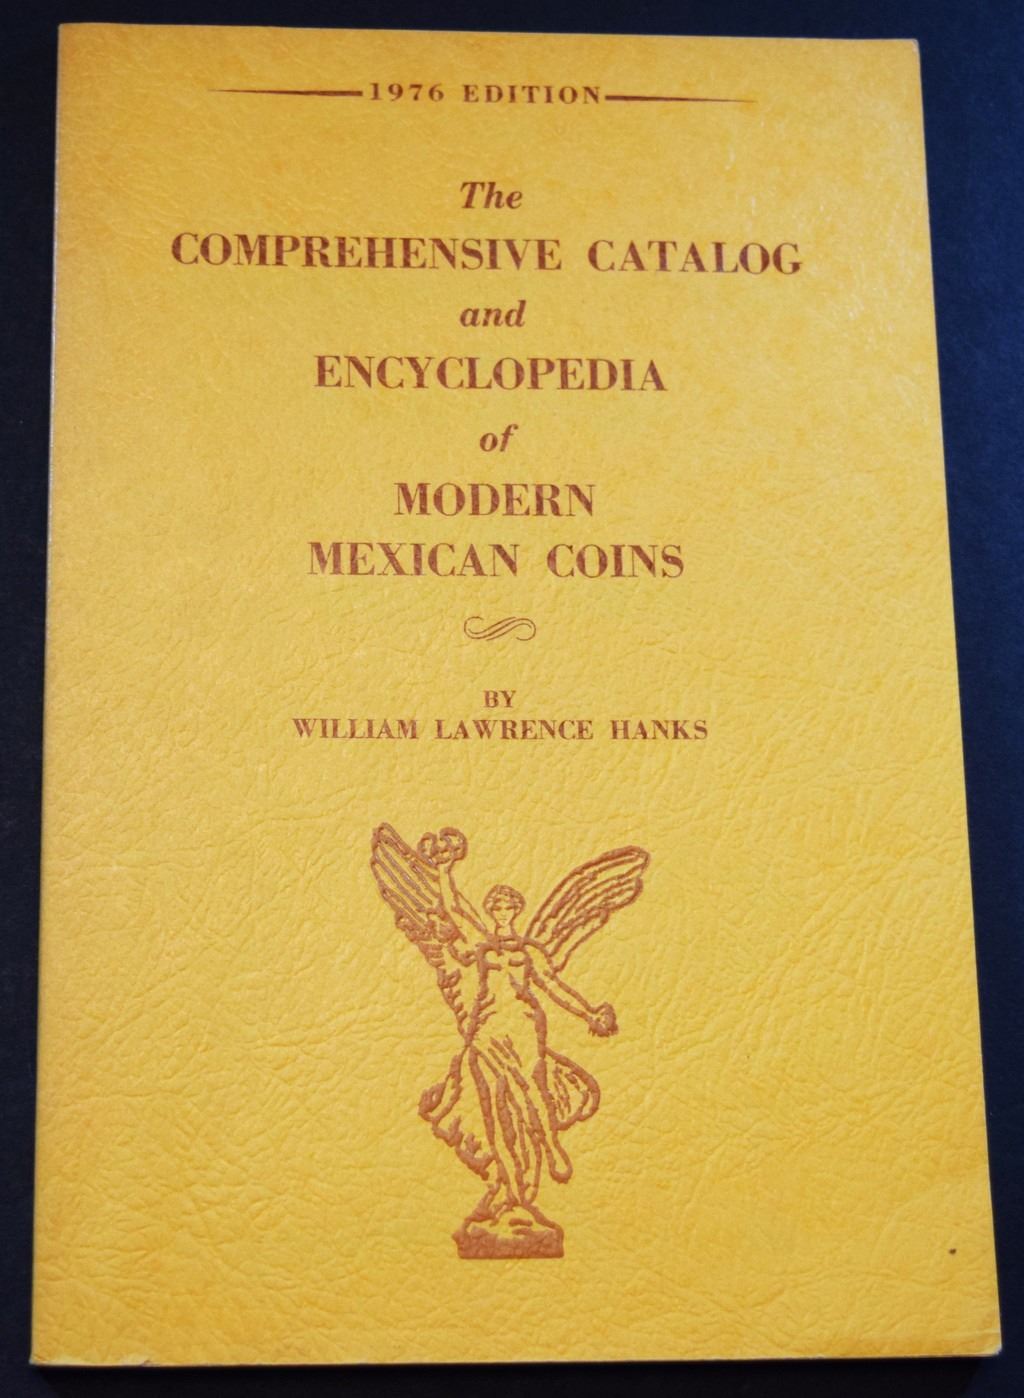 1976 EDITION
The
COMPREHENSIVE CATALOG
and
ENCYCLOPEDIA
of
MODERN
MEXICAN COINS
BY
WILLIAM LAWRENCE HANKS